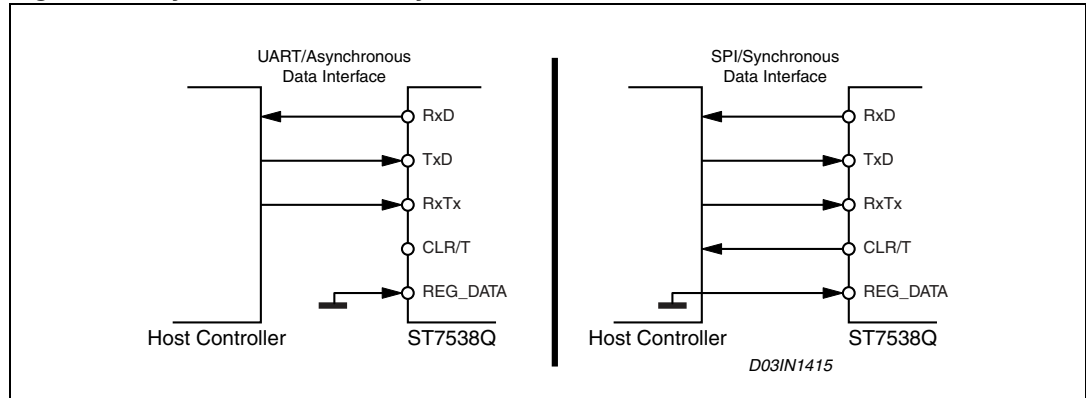 UART/Asynchronous
Data Interface
RxD
TxD
RxTx
CLR/T
REG_DATA
Host Controller
ST7538Q
SPI/Synchronous
Data Interface
RxD
TxD
RxTx
CLR/T
REG_DATA
Host Controller
ST7538Q
D03IN1415